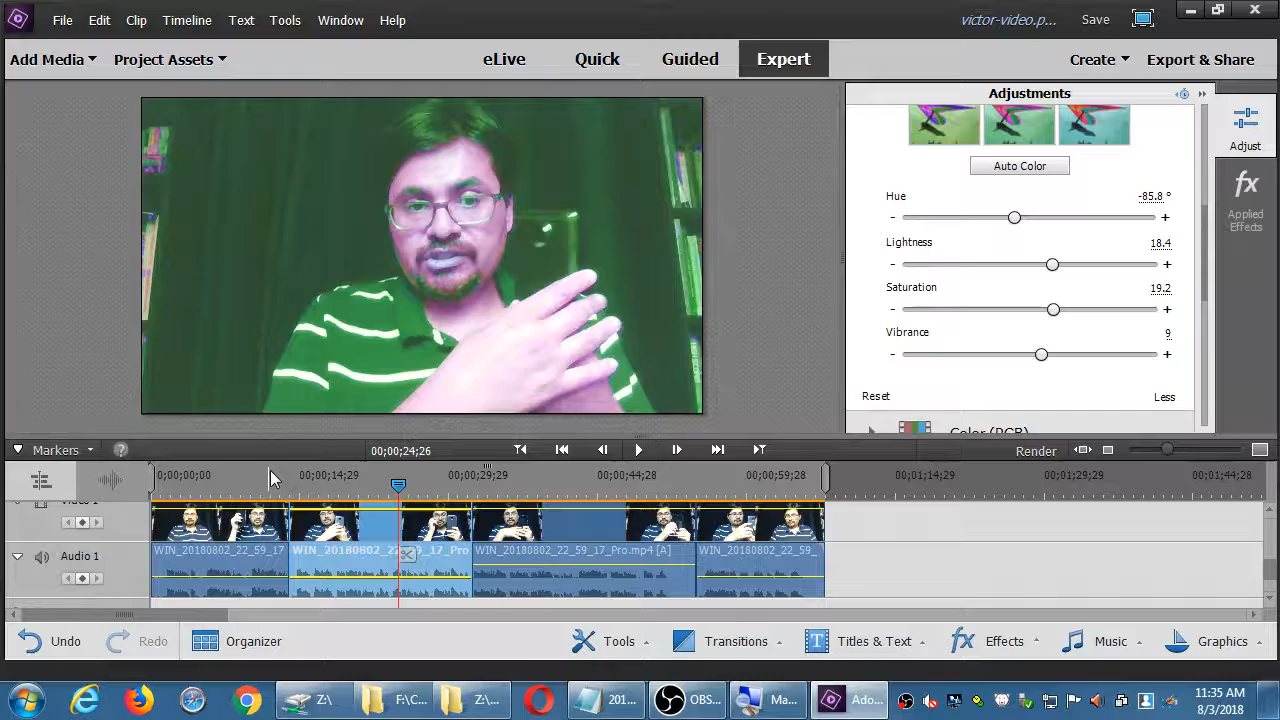 File Edit Clip Timeline Text Tools Window Help victor-video.p... Save
Add Media Project Assets eLive Quick Guided Expert Create Export & Share
Adjustments
Adjust
Auto Color
Hue -85.8 °
- +
Applied
Effects
Lightness 18.4
- +
Saturation 19.2
- +
Vibrance 9
- +
Reset Less
Markers ? 00;00;24;26 Render
0;00;00;00 00;00;14;29 00;00;29;29 00;00;44;28 00;00;59;28 00;01;14;29 00;01;29;29 00;01;44;28
Audio 1 WIN_20180802_22_59_17 WIN_20180802_22 _17_Pro WIN_20180802_22_59_17_Pro.mp4 [A] WIN_20180802_22_59_
Undo Redo Organizer Tools Transitions T Titles & Text fx Effects Music Graphics
Z:\ F:\C... Z:\... 201... OBS... Ma... Ado...
11:35 AM
8/3/2018